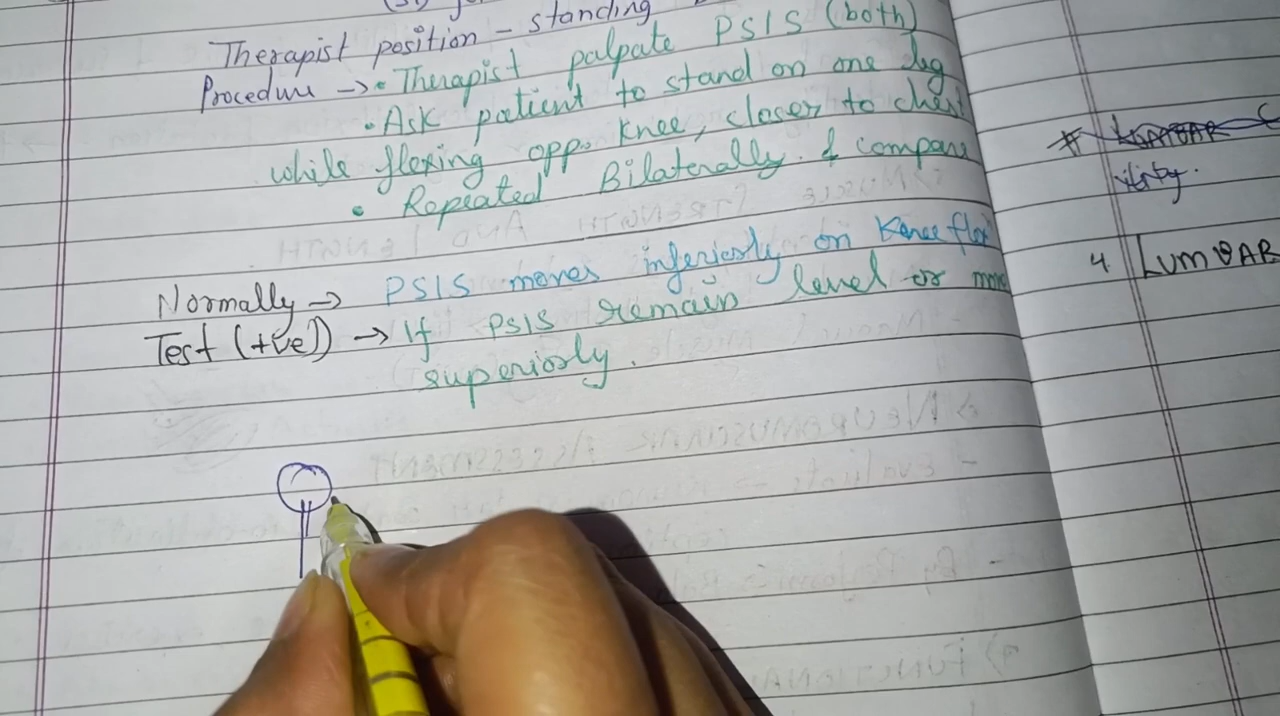 Therapist position - standing
Procedure → • Therapist palpate PSIS (both)
• Ask patient to stand on one leg
while flexing opp. Knee, closer to chest
• Repeated Bilaterally. & compare
Normally → PSIS moves inferiorly on Knee flex
Test (+ve)) → If PSIS remain level or more
superiorly.
#
4 LUMBAR